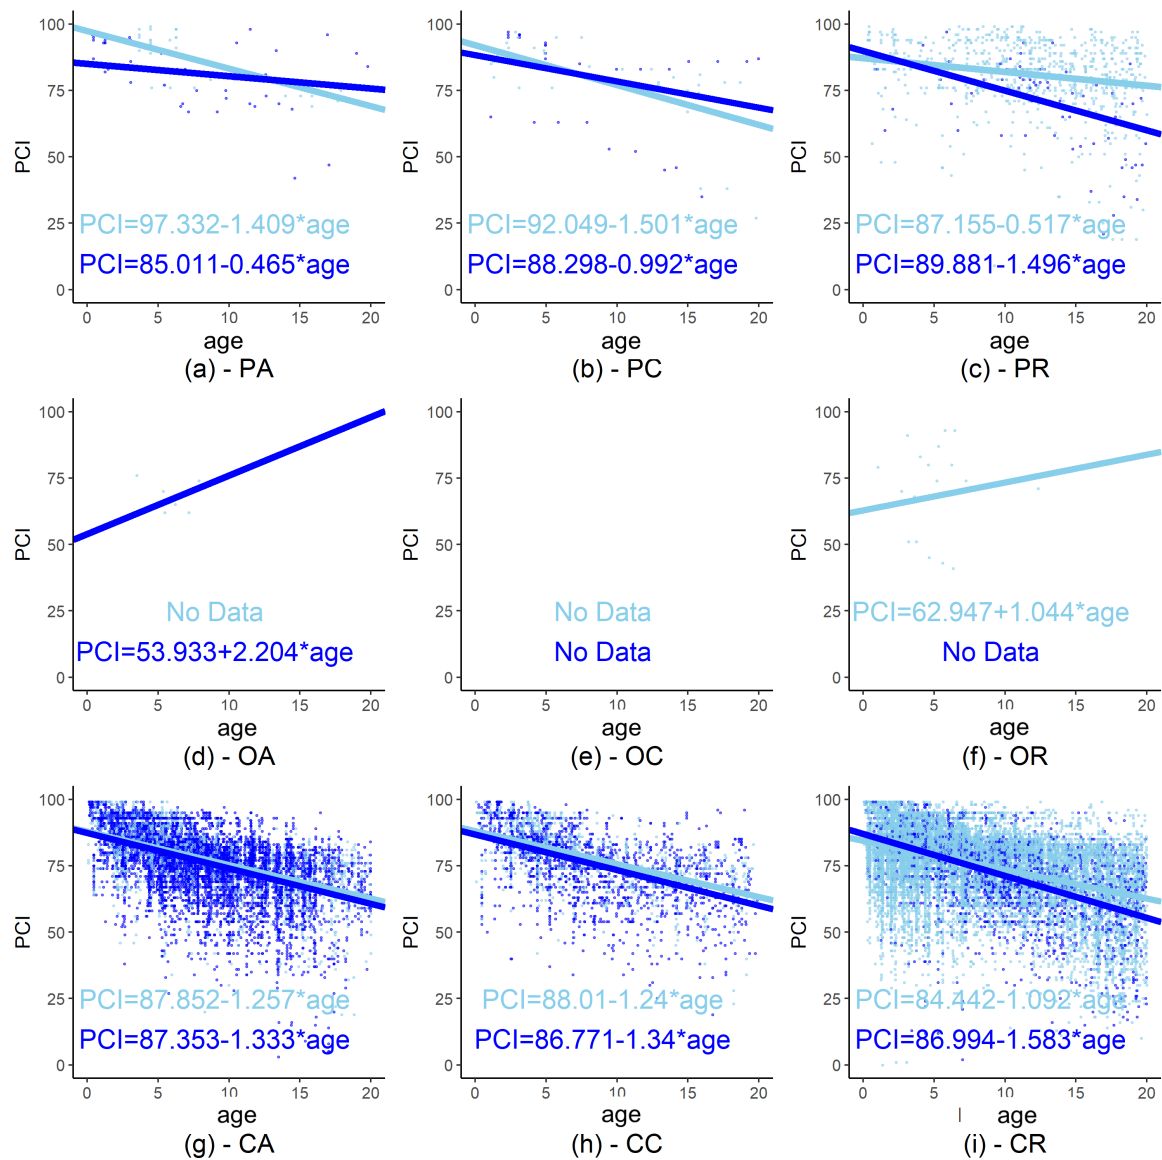 100
75
50
25
0
PCI
PCI=97.332-1.409*age
PCI=85.011-0.465*age
0 5 10 15 20
age
(a) - PA
100
75
50
25
0
PCI
PCI=92.049-1.501*age
PCI=88.298-0.992*age
0 5 10 15 20
age
(b) - PC
100
75
50
25
0
PCI
PCI=87.155-0.517*age
PCI=89.881-1.496*age
0 5 10 15 20
age
(c) - PR
100
75
50
25
0
PCI
No Data
PCI=53.933+2.204*age
0 5 10 15 20
age
(d) - OA
100
75
50
25
0
PCI
No Data
No Data
0 5 10 15 20
age
(e) - OC
100
75
50
25
0
PCI
PCI=62.947+1.044*age
No Data
0 5 10 15 20
age
(f) - OR
100
75
50
25
0
PCI
PCI=87.852-1.257*age
PCI=87.353-1.333*age
0 5 10 15 20
age
(g) - CA
100
75
50
25
0
PCI
PCI=88.01-1.24*age
PCI=86.771-1.34*age
0 5 10 15 20
age
(h) - CC
100
75
50
25
0
PCI
PCI=84.442-1.092*age
PCI=86.994-1.583*age
0 5 10 15 20
age
(i) - CR